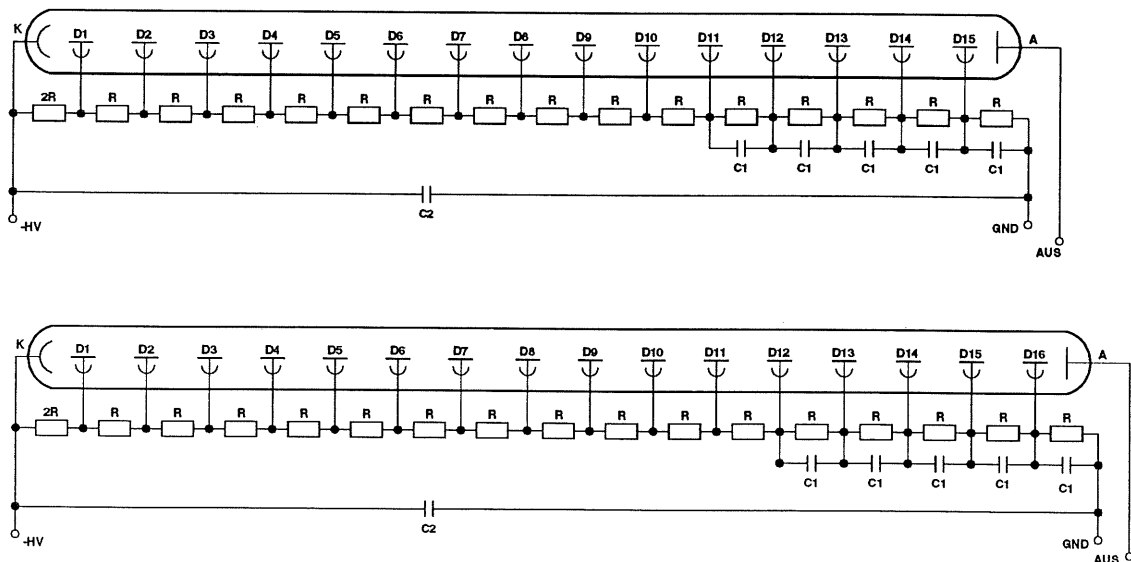 K D1 D2 D3 D4 D5 D6 D7 D8 D9 D10 D11 D12 D13 D14 D15 A
2R R R R R R R R R R R R R R R R
C1 C1 C1 C1 C1
C2
-HV GND
AUS
K D1 D2 D3 D4 D5 D6 D7 D8 D9 D10 D11 D12 D13 D14 D15 D16 A
2R R R R R R R R R R R R R R R R R
C1 C1 C1 C1 C1
C2
-HV GND
AUS